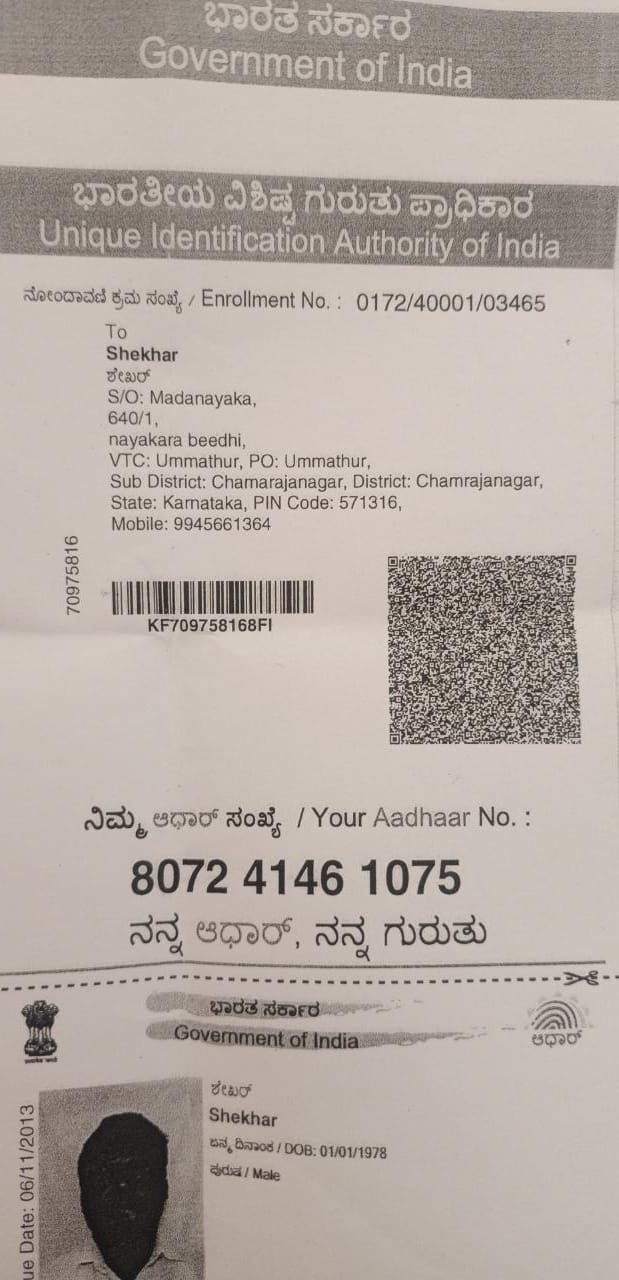 ಭಾರತ ಸರ್ಕಾರ
Government of India
ಭಾರತೀಯ ವಿಶಿಷ್ಟ ಗುರುತು ಪ್ರಾಧಿಕಾರ
Unique Identification Authority of India
ನೋಂದಾವಣಿ ಕ್ರಮ ಸಂಖ್ಯೆ / Enrollment No. : 0172/40001/03465
To
Shekhar
ಶೇಖರ್
S/O: Madanayaka,
640/1,
nayakara beedhi,
VTC: Ummathur, PO: Ummathur,
Sub District: Chamarajanagar, District: Chamrajanagar,
State: Karnataka, PIN Code: 571316,
Mobile: 9945661364
70975816
KF709758168FI
ನಿಮ್ಮ ಆಧಾರ್ ಸಂಖ್ಯೆ / Your Aadhaar No. :
8072 4146 1075
ನನ್ನ ಆಧಾರ್, ನನ್ನ ಗುರುತು
ಭಾರತ ಸರ್ಕಾರ
Government of India
ಆಧಾರ್
ಶೇಖರ್
Shekhar
ಜನ್ಮ ದಿನಾಂಕ / DOB: 01/01/1978
ಪುರುಷ / Male
ue Date: 06/11/2013